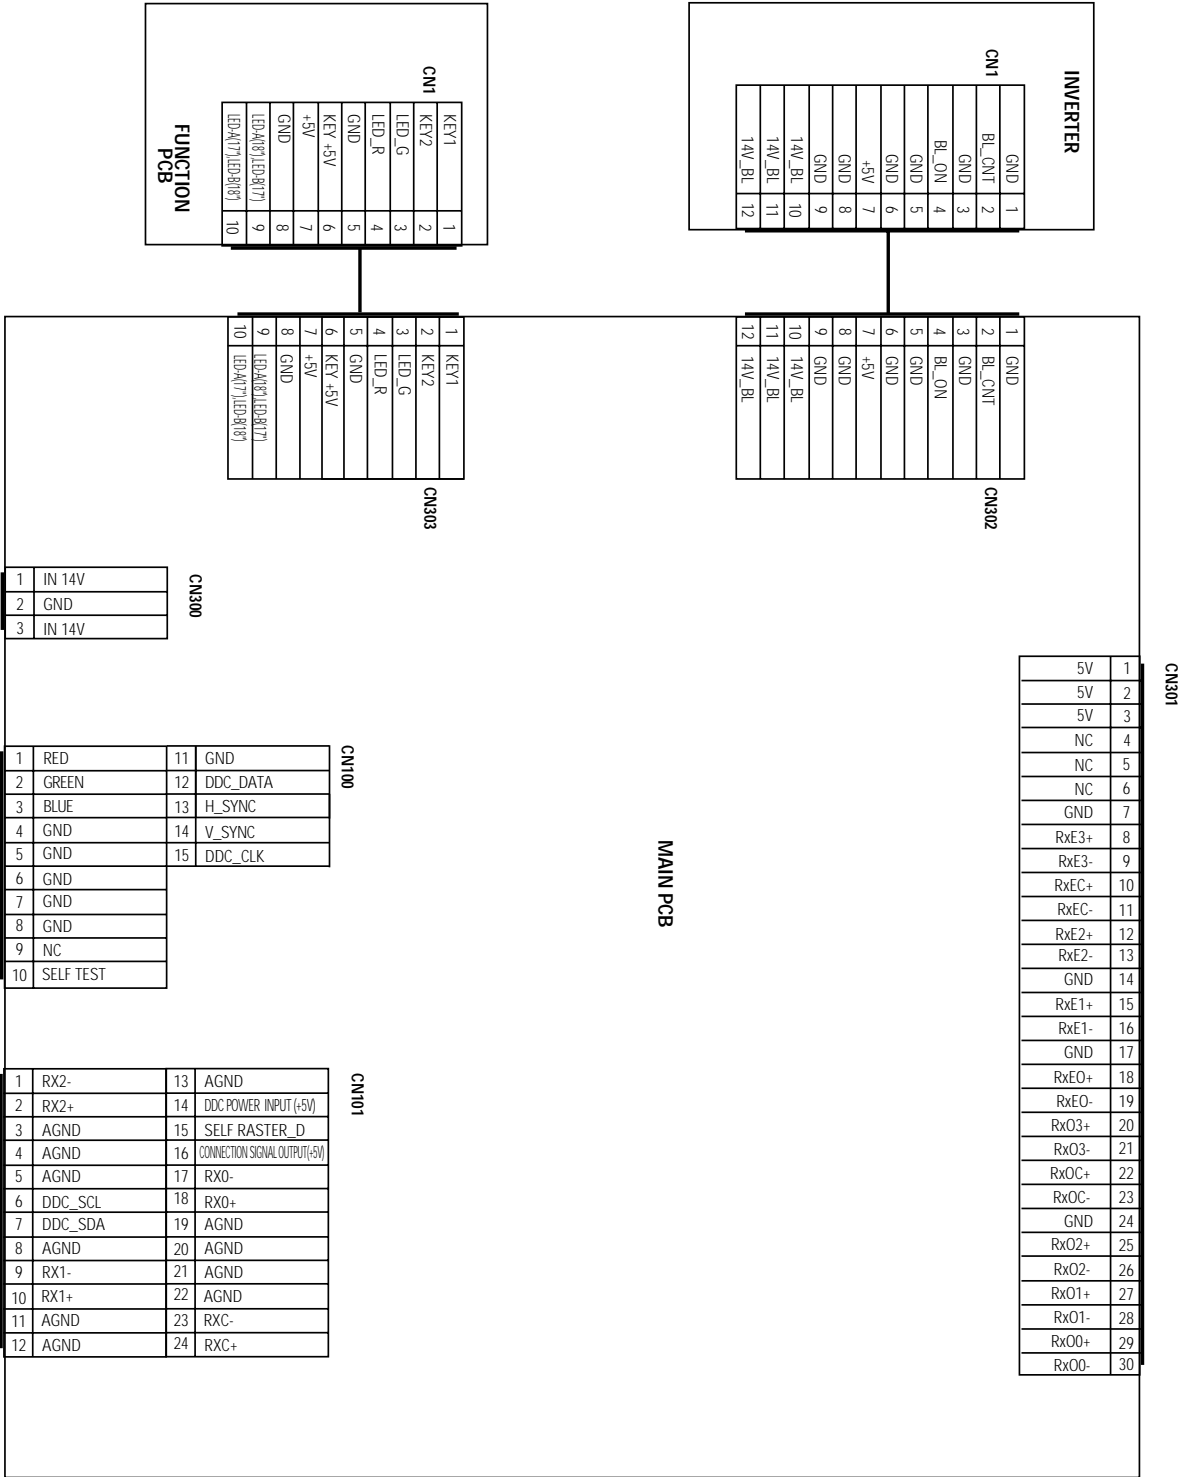 FUNCTION
PCB
CN1
KEY1 1
KEY2 2
LED_G 3
LED_R 4
GND 5
KEY +5V 6
+5V 7
GND 8
LED-A(18"),LED-B(17") 9
LED-A(17"),LED-B(18") 10
INVERTER
CN1
GND 1
BL_CNT 2
GND 3
BL_ON 4
GND 5
GND 6
+5V 7
GND 8
GND 9
14V_BL 10
14V_BL 11
14V_BL 12
1 KEY1
2 KEY2
3 LED_G
4 LED_R
5 GND
6 KEY +5V
7 +5V
8 GND
9 LED-A(18"),LED-B(17")
10 LED-A(17"),LED-B(18")
CN303
1 GND
2 BL_CNT
3 GND
4 BL_ON
5 GND
6 GND
7 +5V
8 GND
9 GND
10 14V_BL
11 14V_BL
12 14V_BL
CN302
CN300
1 IN 14V
2 GND
3 IN 14V
CN100
1 RED 11 GND
2 GREEN 12 DDC_DATA
3 BLUE 13 H_SYNC
4 GND 14 V_SYNC
5 GND 15 DDC_CLK
6 GND
7 GND
8 GND
9 NC
10 SELF TEST
MAIN PCB
CN101
1 RX2- 13 AGND
2 RX2+ 14 DDC POWER INPUT (+5V)
3 AGND 15 SELF RASTER_D
4 AGND 16 CONNECTION SIGNAL OUTPUT(+5V)
5 AGND 17 RX0-
6 DDC_SCL 18 RX0+
7 DDC_SDA 19 AGND
8 AGND 20 AGND
9 RX1- 21 AGND
10 RX1+ 22 AGND
11 AGND 23 RXC-
12 AGND 24 RXC+
CN301
5V 1
5V 2
5V 3
NC 4
NC 5
NC 6
GND 7
RxE3+ 8
RxE3- 9
RxEC+ 10
RxEC- 11
RxE2+ 12
RxE2- 13
GND 14
RxE1+ 15
RxE1- 16
GND 17
RxEO+ 18
RxEO- 19
RxO3+ 20
RxO3- 21
RxOC+ 22
RxOC- 23
GND 24
RxO2+ 25
RxO2- 26
RxO1+ 27
RxO1- 28
RxO0+ 29
RxO0- 30